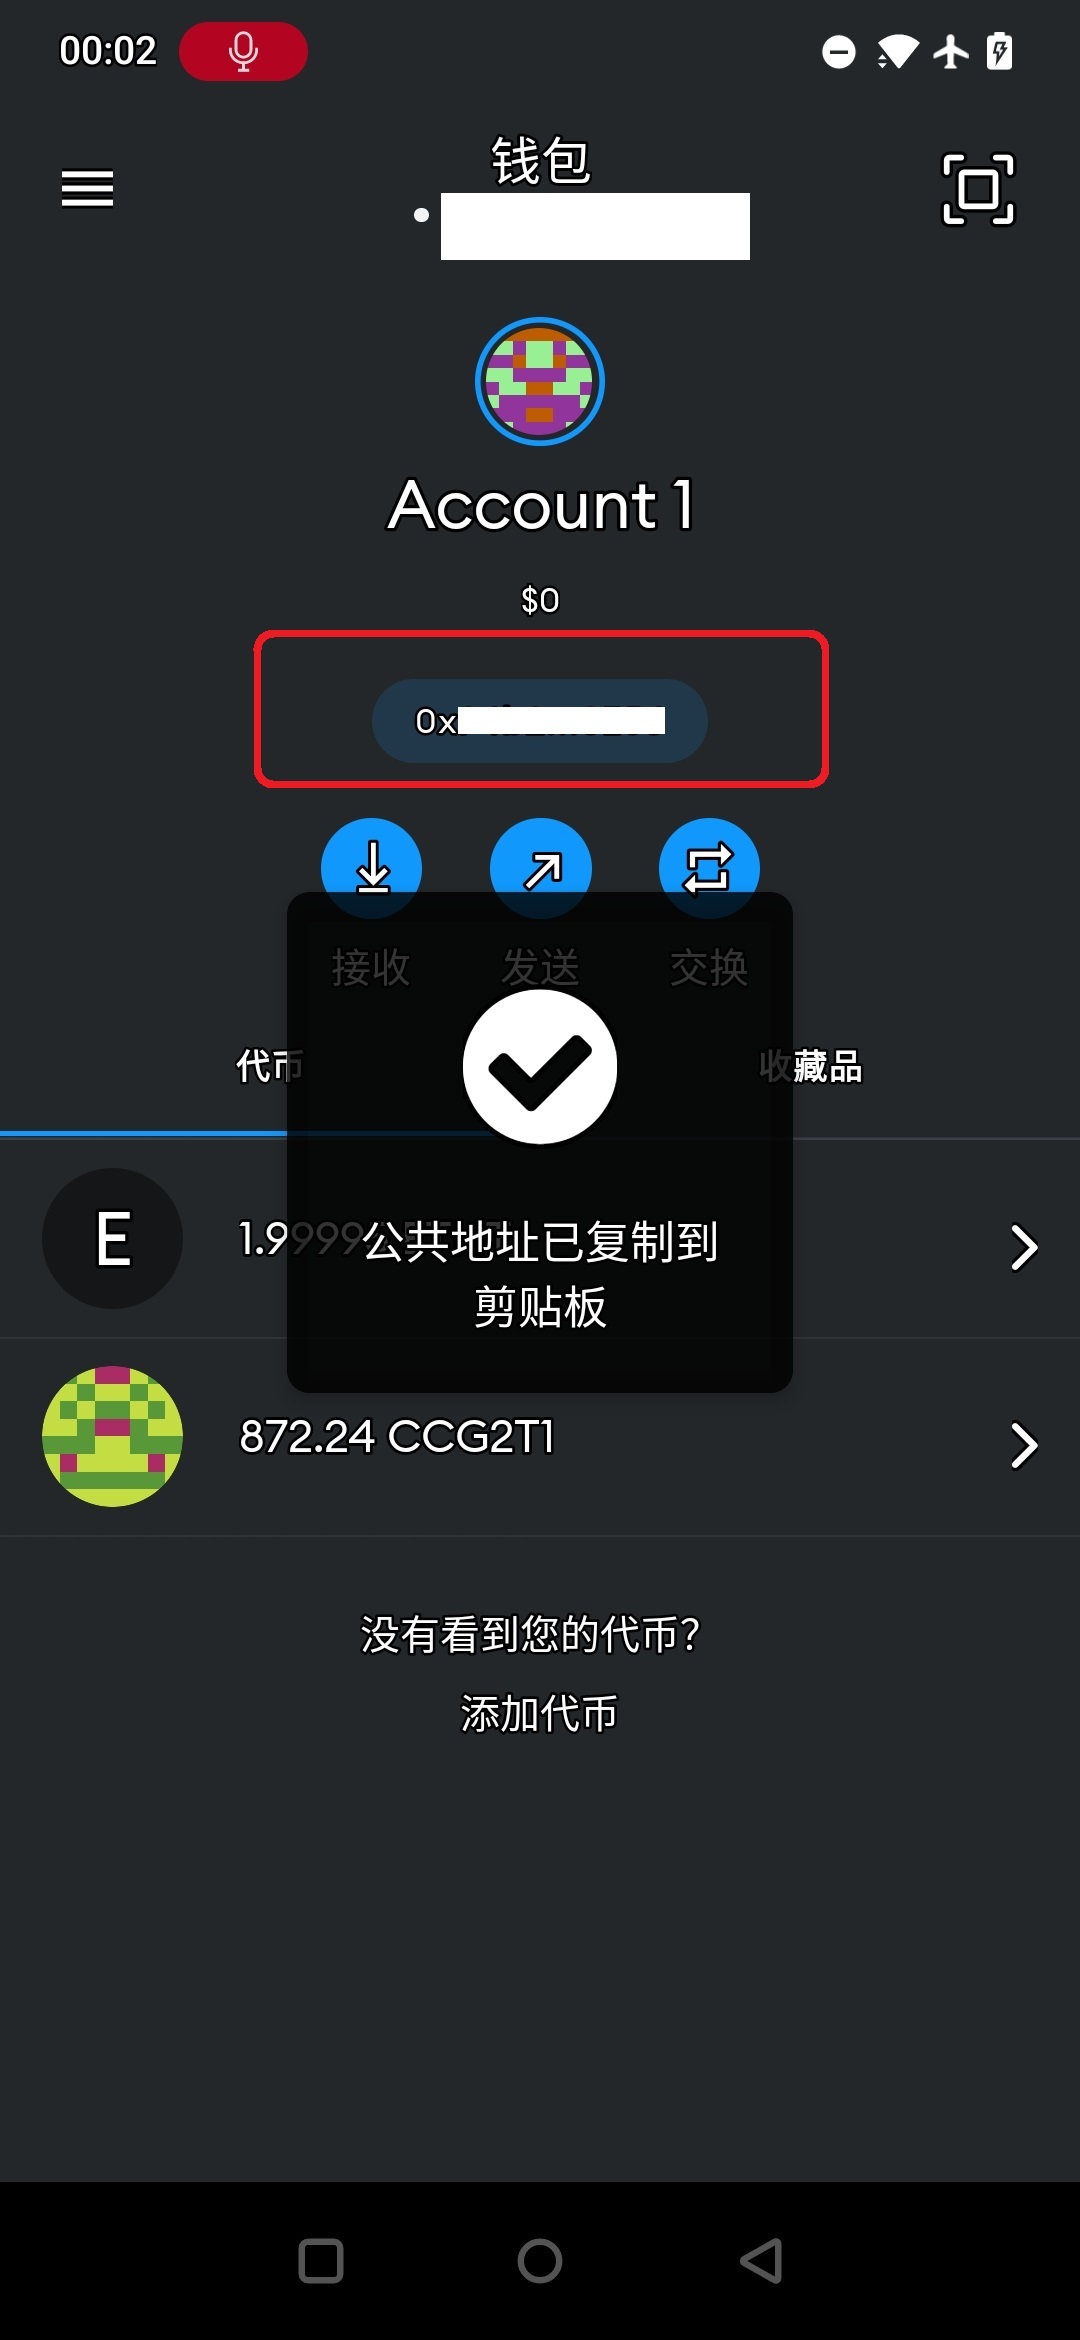 00:02
钱包
Account 1
$0
0x
接收
发送
交换
代币
收藏品
E
1.9999
公共地址已复制到
剪贴板
872.24 CCG2T1
没有看到您的代币?
添加代币